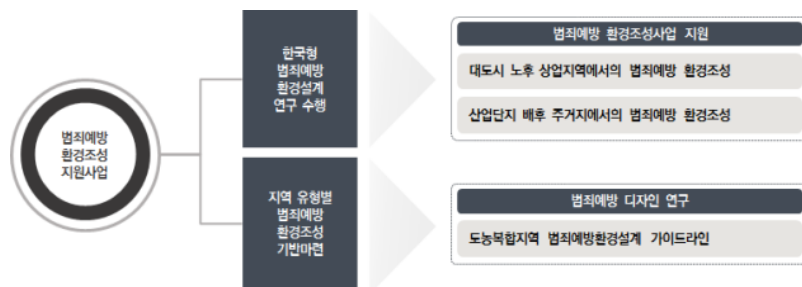 범죄예방
환경조성
지원사업
한국형
범죄예방
환경설계
연구 수행
범죄예방 환경조성사업 지원
대도시 노후 상업지역에서의 범죄예방 환경조성
산업단지 배후 주거지에서의 범죄예방 환경조성
지역 유형별
범죄예방
환경조성
기반마련
범죄예방 디자인 연구
도농복합지역 범죄예방환경설계 가이드라인